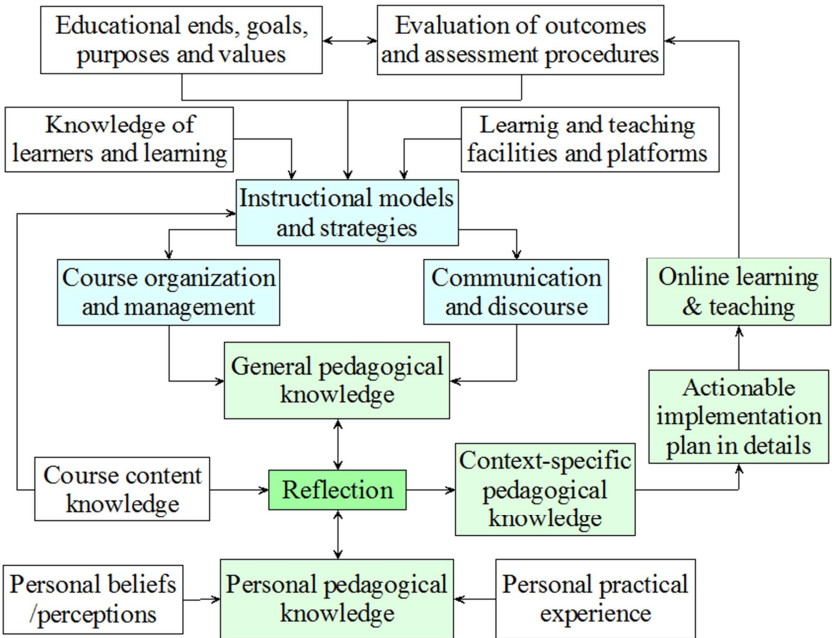 Educational ends, goals,
purposes and values
Evaluation of outcomes
and assessment procedures
Knowledge of
learners and learning
Learnig and teaching
facilities and platforms
Instructional models
and strategies
Course organization
and management
Communication
and discourse
Online learning
& teaching
General pedagogical
knowledge
Actionable
implementation
plan in details
Course content
knowledge
Reflection
Context-specific
pedagogical
knowledge
Personal beliefs
/perceptions
Personal pedagogical
knowledge
Personal practical
experience